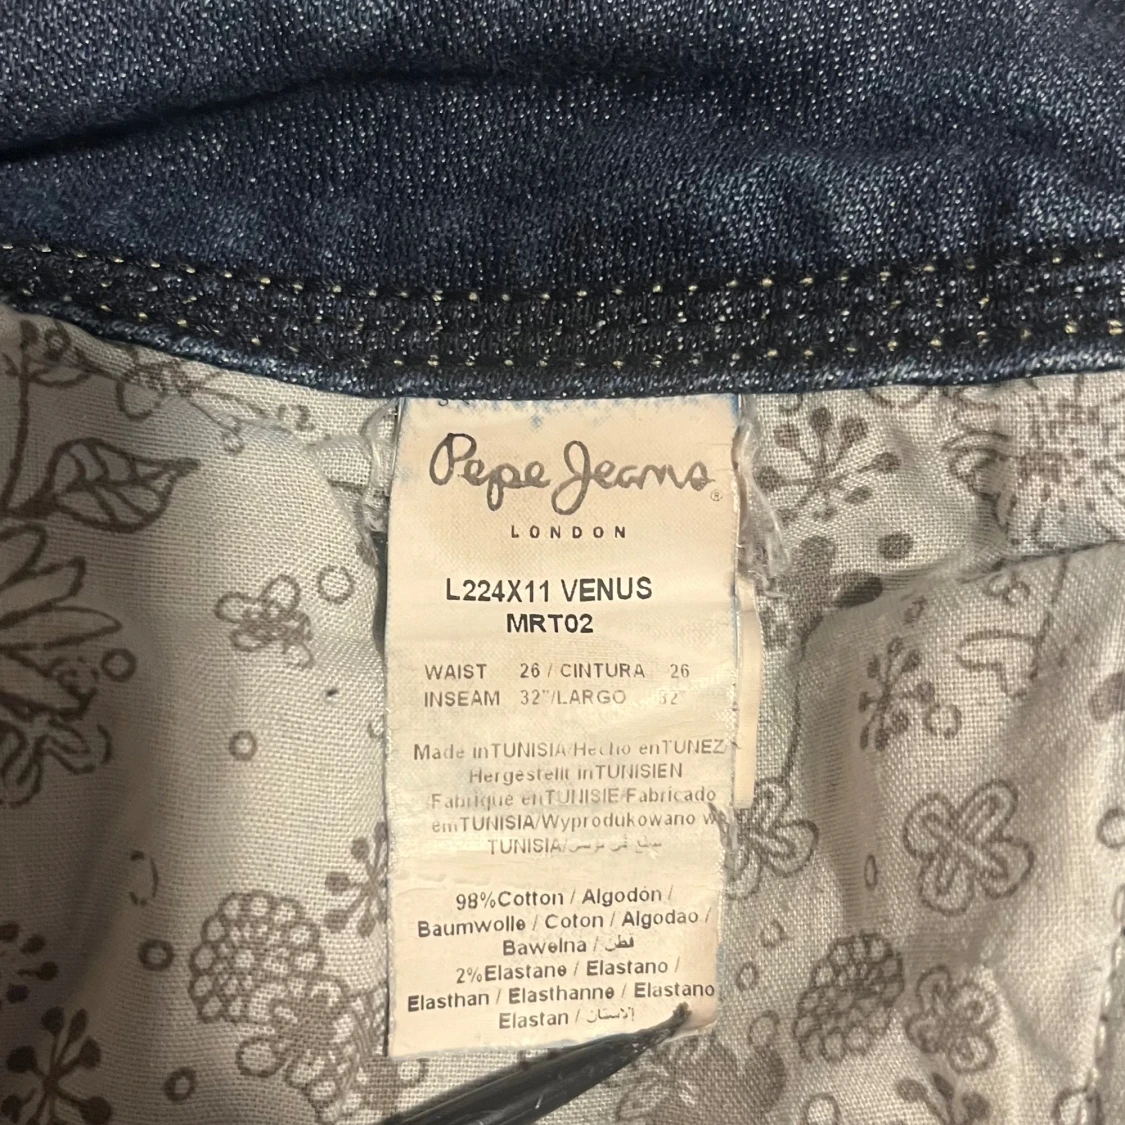 Pepe Jeans®
LONDON
L224X11 VENUS
MRT02
WAIST 26 / CINTURA 26
INSEAM 32"/LARGO 32"
Made in TUNISIA/Hecho en TUNEZ
Hergestellt in TUNISIEN
Fabriqué en TUNISIE/Fabricado
em TUNISIA/Wyprodukowano w
TUNISIA/
98%Cotton / Algodón /
Baumwolle / Coton / Algodao /
Bawełna / قطن
2%Elastane / Elastano /
Elasthan / Elasthanne / Elastano
Elastan /